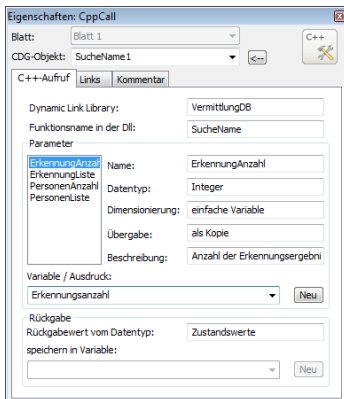 Eigenschaften: CppCall
Blatt: Blatt 1
C++
CDG-Objekt: SucheName1 <--
C++-Aufruf Links Kommentar
Dynamic Link Library: VermittlungDB
Funktionsname in der Dll: SucheName
Parameter
ErkennungAnzah
ErkennungListe
PersonenAnzahl
PersonenListe
Name: ErkennungAnzahl
Datentyp: Integer
Dimensionierung: einfache Variable
Übergabe: als Kopie
Beschreibung: Anzahl der Erkennungsergebni
Variable / Ausdruck:
Erkennungsanzahl Neu
Rückgabe
Rückgabewert vom Datentyp: Zustandswerte
speichern in Variable:
Neu